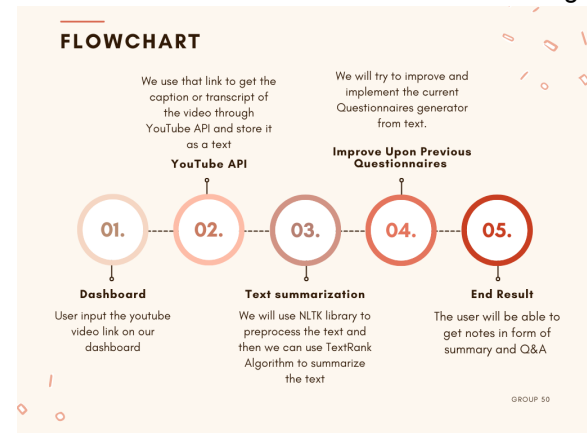 FLOWCHART
We use that link to get the
caption or transcript of
the video through
YouTube API and store it
as a text
YouTube API
We will try to improve and
implement the current
Questionnaires generator
from text.
Improve Upon Previous
Questionnaires
01.
02.
03.
04.
05.
Dashboard
User input the youtube
video link on our
dashboard
Text summarization
We will use NLTK library to
preprocess the text and
then we can use TextRank
Algorithm to summarize
the text
End Result
The user will be able to
get notes in form of
summary and Q&A
GROUP 50